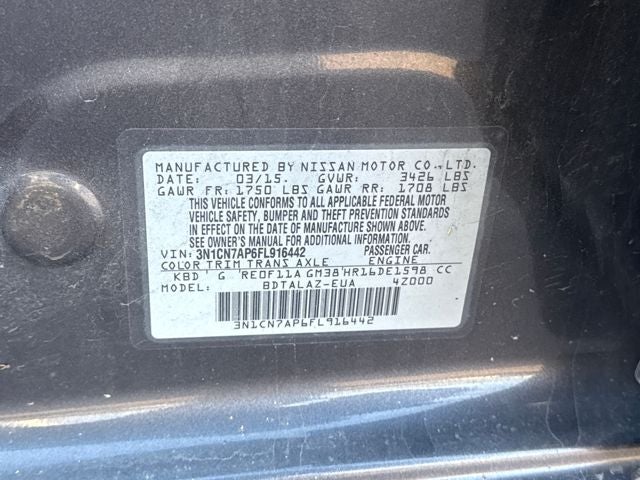 MANUFACTURED BY NISSAN MOTOR CO.,LTD.
DATE: 03/15. GVWR: 3426 LBS
GAWR FR: 1750 LBS GAWR RR: 1708 LBS
THIS VEHICLE CONFORMS TO ALL APPLICABLE FEDERAL MOTOR
VEHICLE SAFETY, BUMPER AND THEFT PREVENTION STANDARDS
IN EFFECT ON THE DATE OF MANUFACTURE SHOWN ABOVE.
SEE OWNER'S MANUAL FOR ADDITIONAL INFORMATION.
VIN: 3N1CN7AP6FL916442 PASSENGER CAR.
COLOR TRIM TRANS AXLE ENGINE
KBD G RE0F11A GM38 HR16DE1598 CC
MODEL: BDTALAZ-EUA 4Z000
3N1CN7AP6FL916442